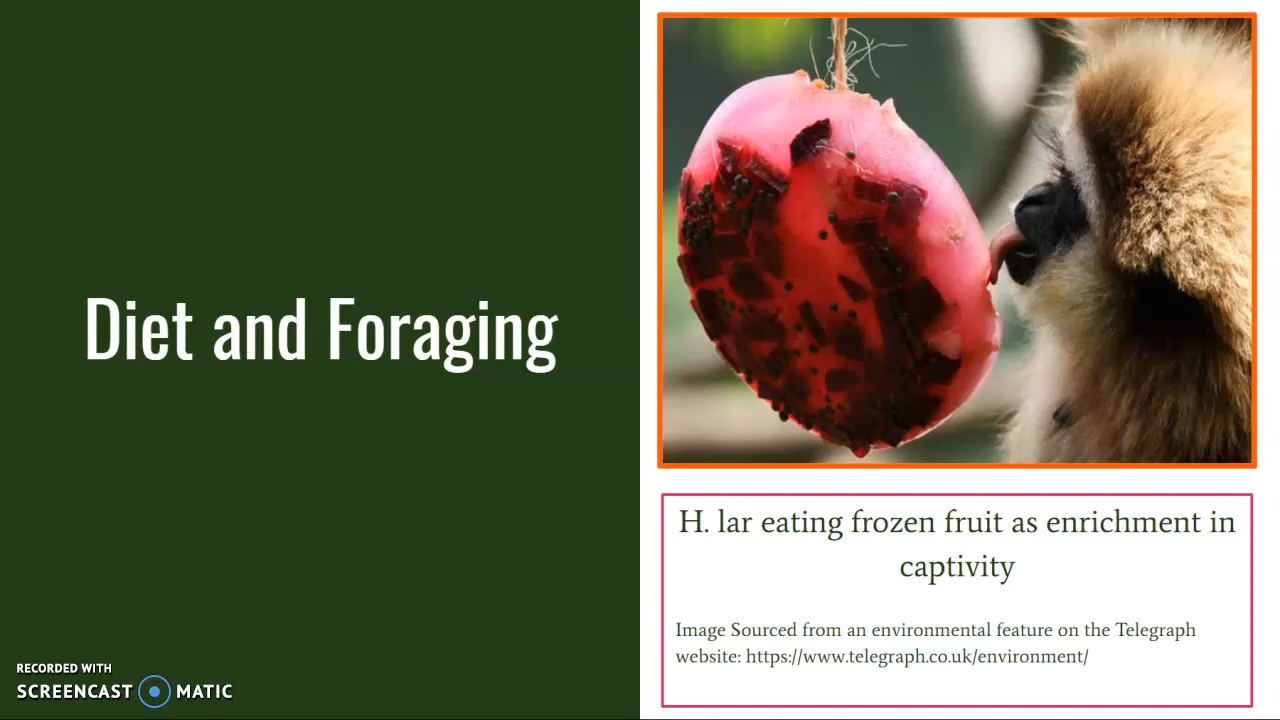 Diet and Foraging
H. lar eating frozen fruit as enrichment in
captivity
Image Sourced from an environmental feature on the Telegraph
website: https://www.telegraph.co.uk/environment/
RECORDED WITH
SCREENCAST MATIC